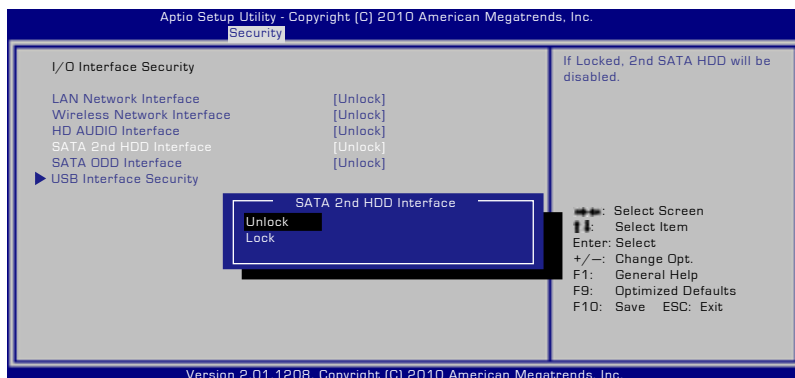 Aptio Setup Utility - Copyright (C) 2010 American Megatrends, Inc.
Security
I/O Interface Security
LAN Network Interface [Unlock]
Wireless Network Interface [Unlock]
HD AUDIO Interface [Unlock]
SATA 2nd HDD Interface [Unlock]
SATA ODD Interface [Unlock]
USB Interface Security
SATA 2nd HDD Interface
Unlock
Lock
If Locked, 2nd SATA HDD will be
disabled.
: Select Screen
: Select Item
Enter: Select
+/—: Change Opt.
F1: General Help
F9: Optimized Defaults
F10: Save ESC: Exit
Version 2.01.1208. Copyright (C) 2010 American Megatrends, Inc.